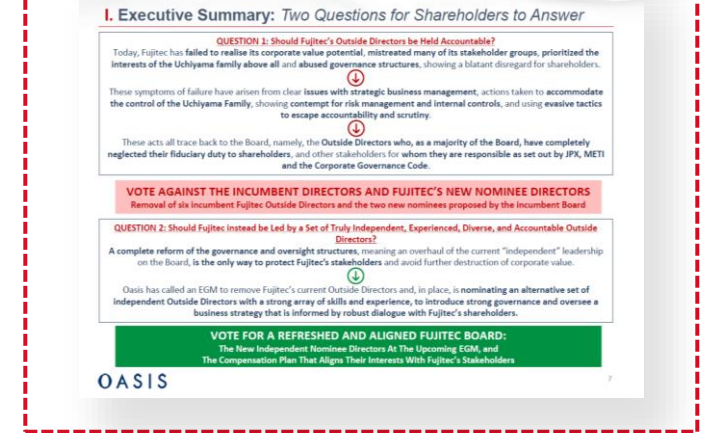 I. Executive Summary: Two Questions for Shareholders to Answer
QUESTION 1: Should Fujitec's Outside Directors be Held Accountable?
Today, Fujitec has failed to realise its corporate value potential, mistreated many of its stakeholder groups, prioritized the
interests of the Uchiyama family above all and abused governance structures, showing a blatant disregard for shareholders.
These symptoms of failure have arisen from clear issues with strategic business management, actions taken to accommodate
the control of the Uchiyama Family, showing contempt for risk management and internal controls, and using evasive tactics
to escape accountability and scrutiny.
These acts all trace back to the Board, namely, the Outside Directors who, as a majority of the Board, have completely
neglected their fiduciary duty to shareholders, and other stakeholders for whom they are responsible as set out by JPX, METI
and the Corporate Governance Code.
VOTE AGAINST THE INCUMBENT DIRECTORS AND FUJITEC'S NEW NOMINEE DIRECTORS
Removal of six incumbent Fujitec Outside Directors and the two new nominees proposed by the incumbent Board
QUESTION 2: Should Fujitec instead be Led by a Set of Truly Independent, Experienced, Diverse, and Accountable Outside
Directors?
A complete reform of the governance and oversight structures, meaning an overhaul of the current "independent" leadership
on the Board, is the only way to protect Fujitec's stakeholders and avoid further destruction of corporate value.
Oasis has called an EGM to remove Fujitec's current Outside Directors and, in place, is nominating an alternative set of
independent Outside Directors with a strong array of skills and experience, to introduce strong governance and oversee a
business strategy that is informed by robust dialogue with Fujitec's shareholders.
VOTE FOR A REFRESHED AND ALIGNED FUJITEC BOARD:
The New Independent Nominee Directors At The Upcoming EGM, and
The Compensation Plan That Aligns Their Interests With Fujitec's Stakeholders
OASIS
7